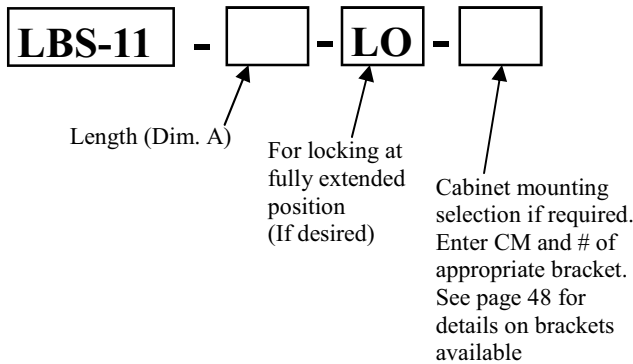 LBS-11 - - LO -
Length (Dim. A)
For locking at
fully extended
position
(If desired)
Cabinet mounting
selection if required.
Enter CM and # of
appropriate bracket.
See page 48 for
details on brackets
available